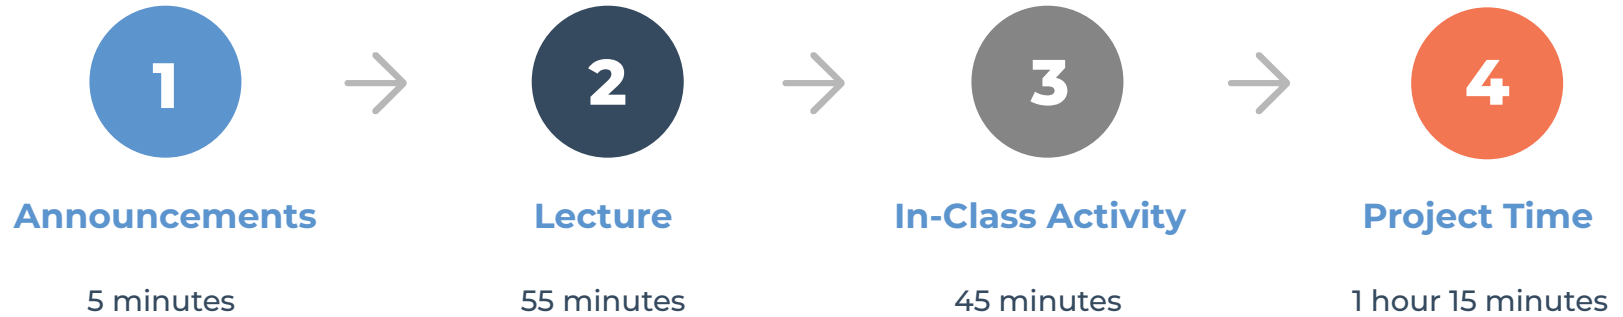 1
2
3
4
Announcements
Lecture
In-Class Activity
Project Time
5 minutes
55 minutes
45 minutes
1 hour 15 minutes